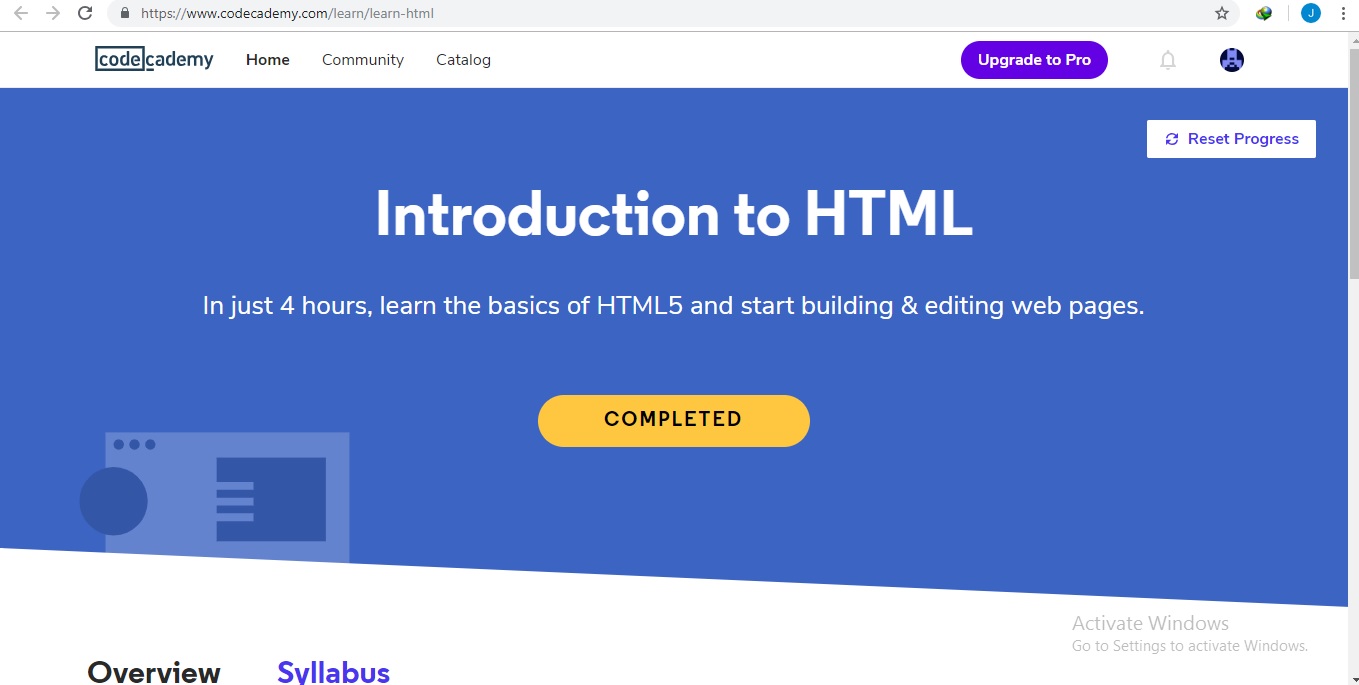 https://www.codecademy.com/learn/learn-html
J
codecademy Home Community Catalog Upgrade to Pro
Reset Progress
Introduction to HTML
In just 4 hours, learn the basics of HTML5 and start building & editing web pages.
COMPLETED
Activate Windows
Go to Settings to activate Windows.
Overview Syllabus